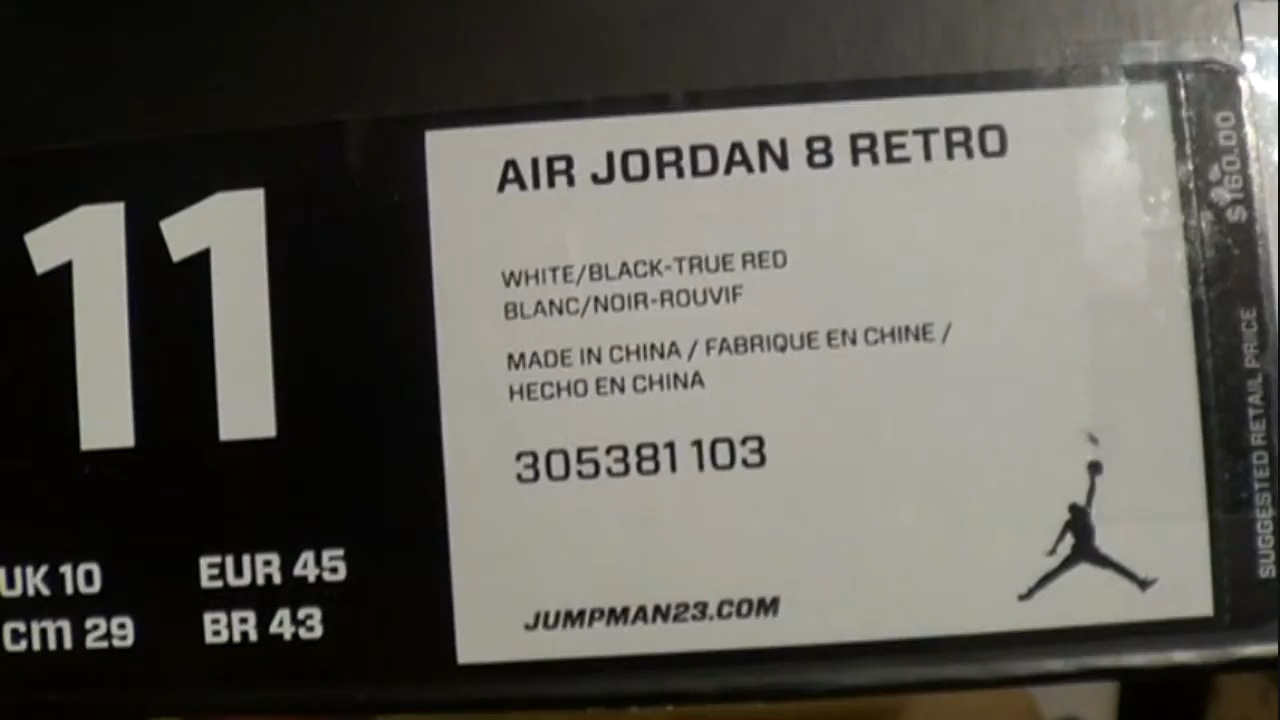 11
UK 10 EUR 45
cm 29 BR 43
AIR JORDAN 8 RETRO
WHITE/BLACK-TRUE RED
BLANC/NOIR-ROUVIF
MADE IN CHINA / FABRIQUE EN CHINE /
HECHO EN CHINA
305381 103
JUMPMAN23.COM
SUGGESTED RETAIL PRICE $160.00